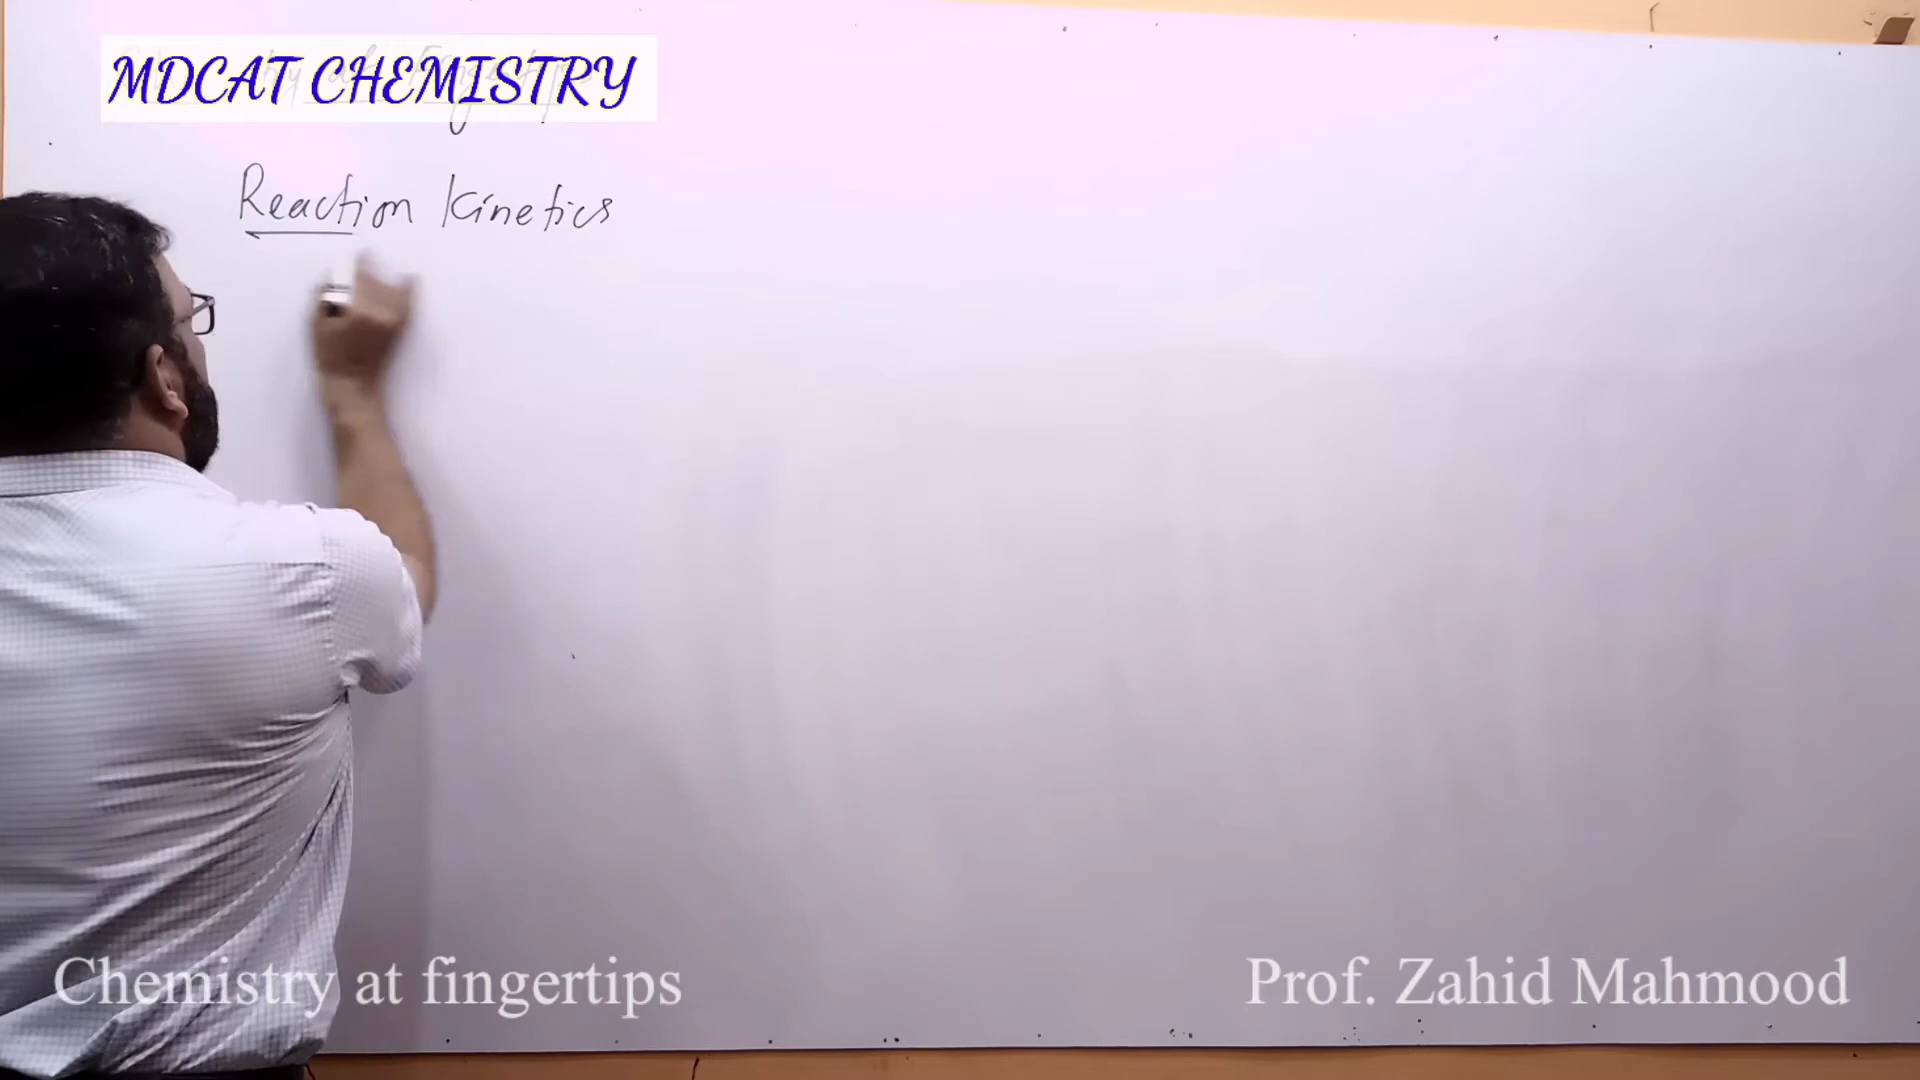 MDCAT CHEMISTRY
Reaction Kinetics
Chemistry at fingertips
Prof. Zahid Mahmood